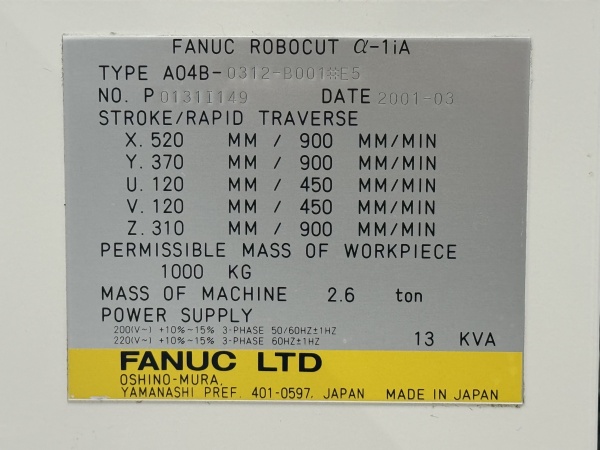 FANUC ROBOCUT α-1iA
TYPE A04B-0312-B001※E5
NO. P 0131I149 DATE 2001-03
STROKE/RAPID TRAVERSE
X. 520 MM / 900 MM/MIN
Y. 370 MM / 900 MM/MIN
U. 120 MM / 450 MM/MIN
V. 120 MM / 450 MM/MIN
Z. 310 MM / 900 MM/MIN
PERMISSIBLE MASS OF WORKPIECE
1000 KG
MASS OF MACHINE 2.6 ton
POWER SUPPLY
200(V~) +10%~15% 3-PHASE 50/60HZ±1HZ
220(V~) +10%~15% 3-PHASE 60HZ±1HZ 13 KVA
FANUC LTD
OSHINO-MURA,
YAMANASHI PREF. 401-0597, JAPAN MADE IN JAPAN